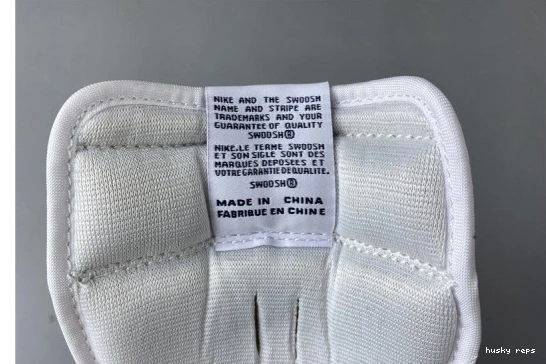 NIKE AND THE SWOOSH
NAME AND STRIPE ARE
TRADEMARKS AND YOUR
GUARANTEE OF QUALITY
SWOOSH®
NIKE.LE TERME SWOOSH
ET SON SIGLE SONT DES
MARQUES DEPOSEES ET
VOTRE GARANTIE DE QUALITE.
SWOOSH®
MADE IN CHINA
FABRIQUE EN CHINE
husky reps